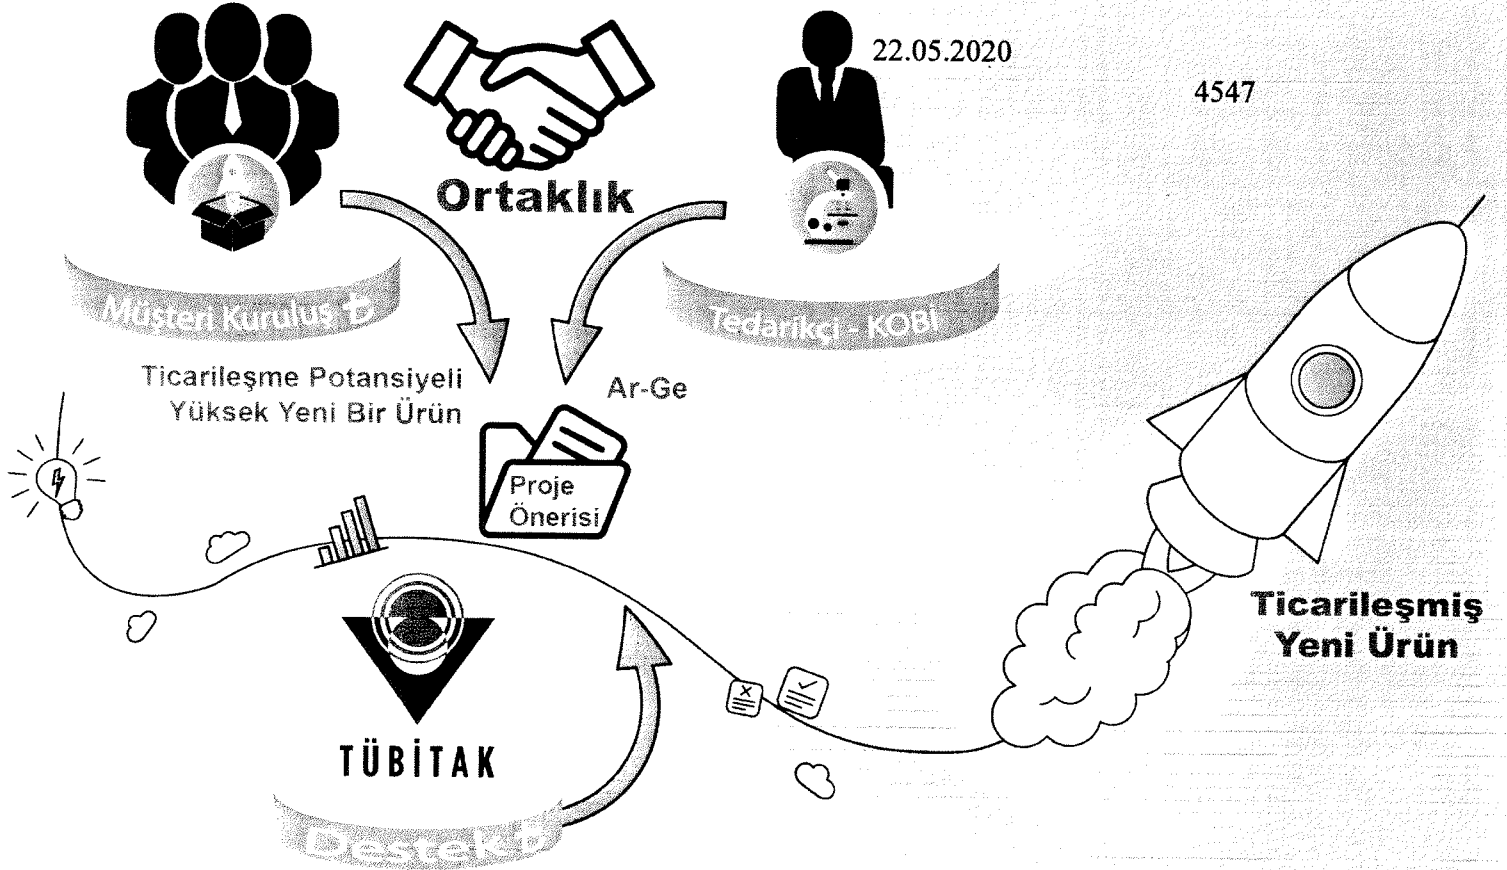 22.05.2020
4547
Ortaklık
Müşteri Kuruluş ₺
Tedarikçi - KOBİ
Ticarileşme Potansiyeli
Yüksek Yeni Bir Ürün
Ar-Ge
Proje
Önerisi
Ticarileşmiş
Yeni Ürün
TÜBİTAK
Destek ₺